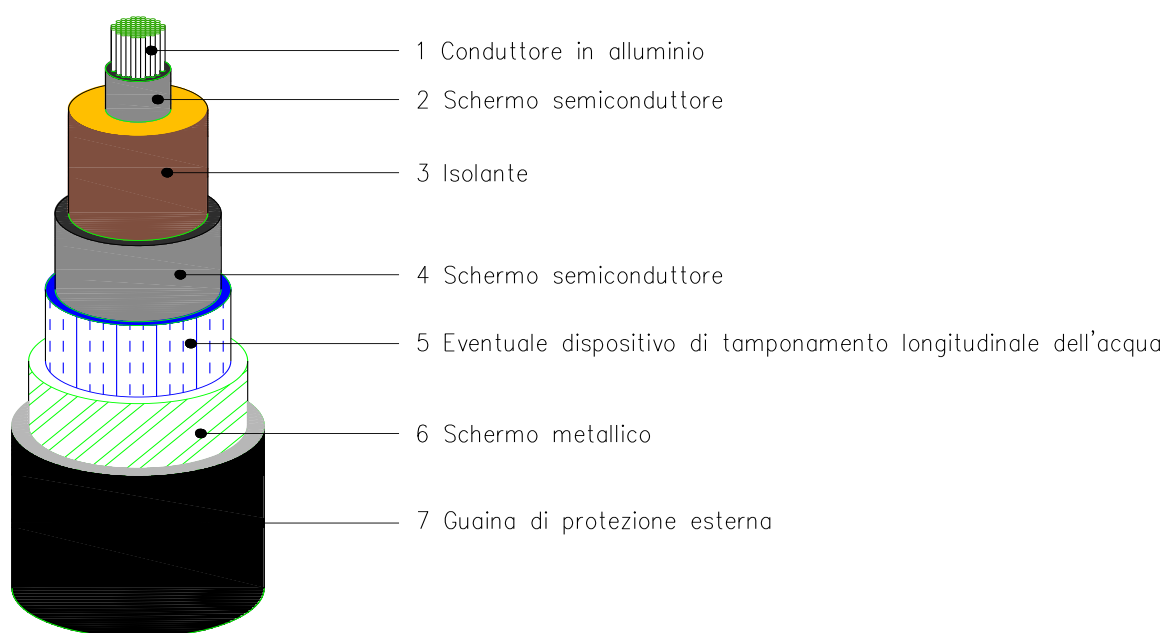 1 Conduttore in alluminio
2 Schermo semiconduttore
3 Isolante
4 Schermo semiconduttore
5 Eventuale dispositivo di tamponamento longitudinale dell'acqua
6 Schermo metallico
7 Guaina di protezione esterna